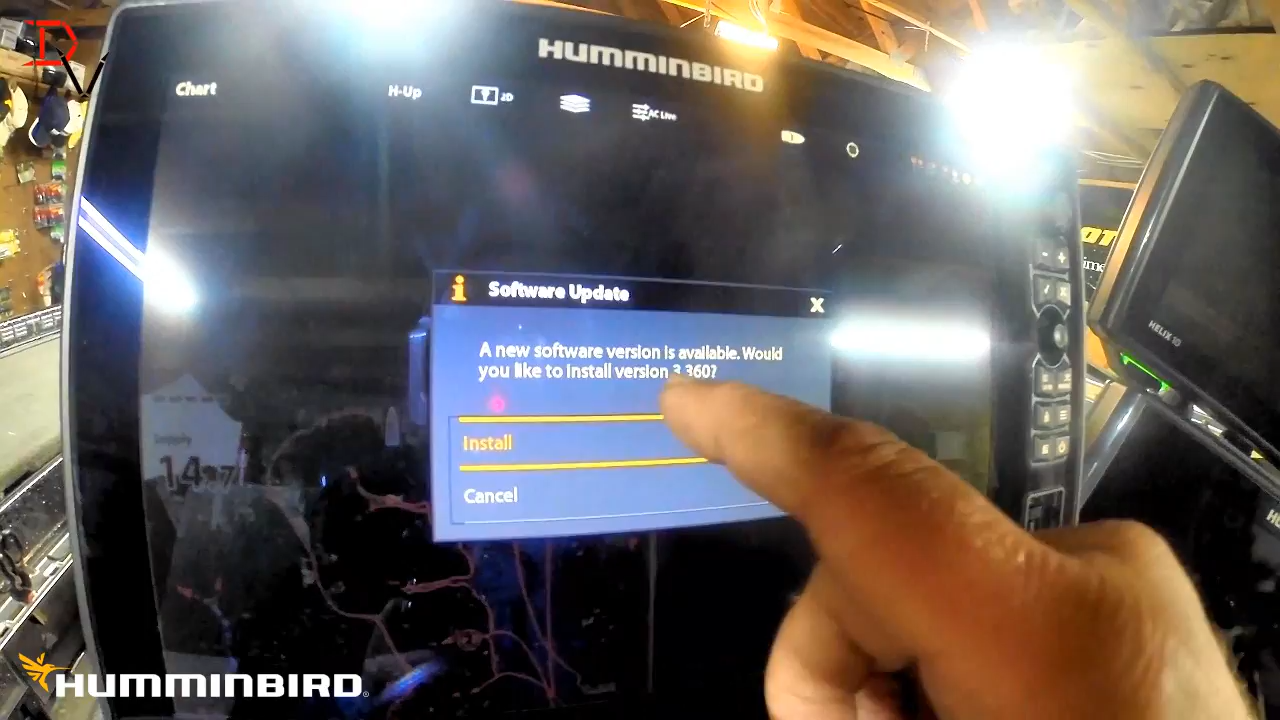 DV
HUMMINBIRD
Chart
H-Up
2D
AC Live
Software Update
X
A new software version is available. Would
you like to install version 3.360?
Install
Cancel
HELIX 10
HUMMINBIRD®